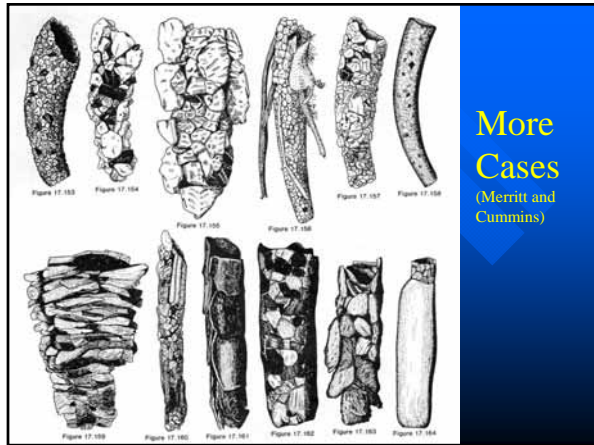 Figure 17.153
Figure 17.154
Figure 17.155
Figure 17.156
Figure 17.157
Figure 17.158
Figure 17.159
Figure 17.160
Figure 17.161
Figure 17.162
Figure 17.163
Figure 17.164
More
Cases
(Merritt and
Cummins)